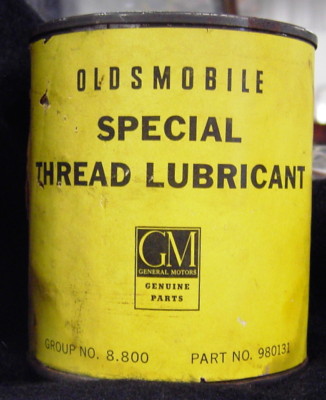 OLDSMOBILE
SPECIAL
THREAD LUBRICANT
GM
GENERAL MOTORS
GENUINE
PARTS
GROUP NO. 8.800 PART NO. 980131